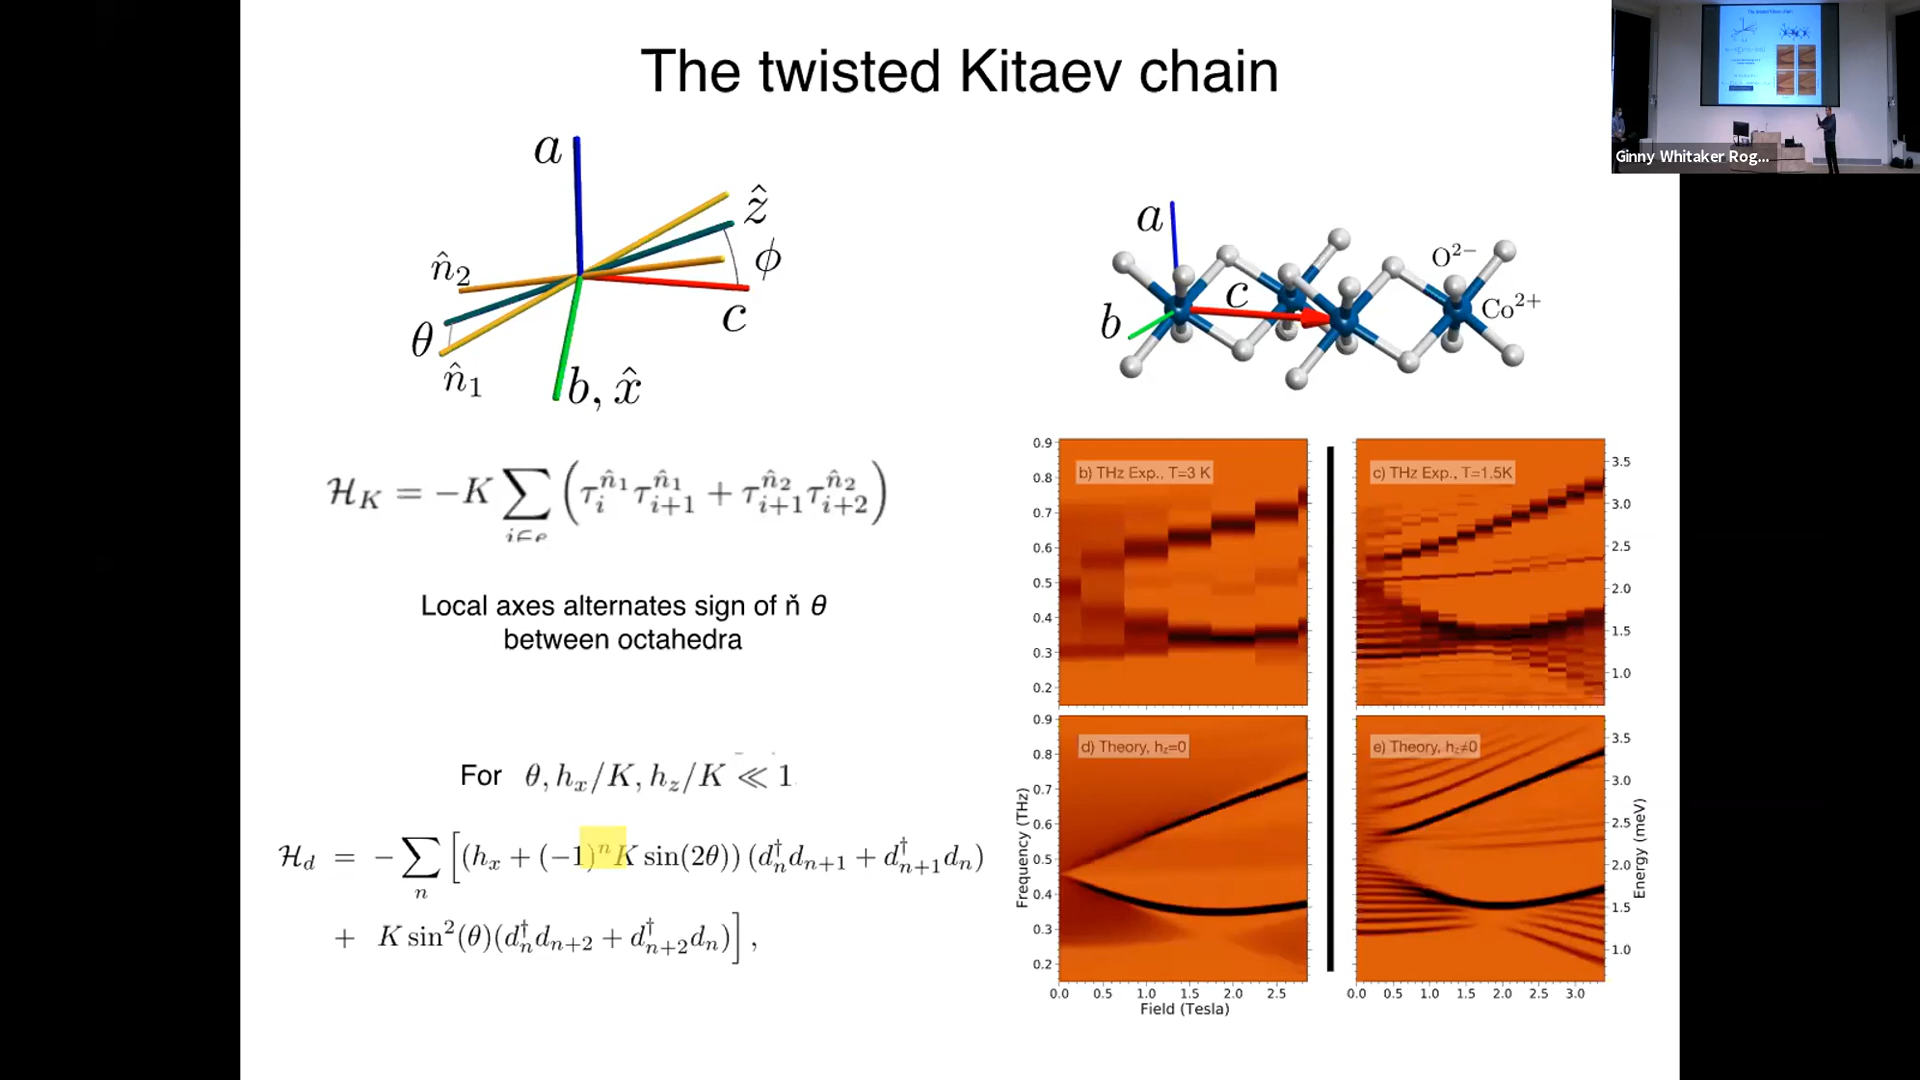 The twisted Kitaev chain
Ginny Whitaker Rog...
a
ẑ
n̂₂
ϕ
c
θ
n̂₁
b, x̂
a
O²⁻
c
Co²⁺
b
ℋ_K = −K ∑ (τ_i^{n̂₁} τ_{i+1}^{n̂₁} + τ_{i+1}^{n̂₂} τ_{i+2}^{n̂₂})
Local axes alternates sign of ň θ
between octahedra
For θ, h_x/K, h_z/K ≪ 1
ℋ_d = − ∑_n [(h_x + (−1)ⁿ K sin(2θ)) (d_n^† d_{n+1} + d_{n+1}^† d_n)
+ K sin²(θ)(d_n^† d_{n+2} + d_{n+2}^† d_n)] ,
b) THz Exp., T=3 K
0.9
0.8
0.7
0.6
0.5
0.4
0.3
0.2
c) THz Exp., T=1.5K
3.5
3.0
2.5
2.0
1.5
1.0
d) Theory, h_z=0
0.9
0.8
0.7
0.6
0.5
0.4
0.3
0.2
Frequency (THz)
0.0 0.5 1.0 1.5 2.0 2.5
Field (Tesla)
e) Theory, h_z≠0
3.5
3.0
2.5
2.0
1.5
1.0
Energy (meV)
0.0 0.5 1.0 1.5 2.0 2.5 3.0